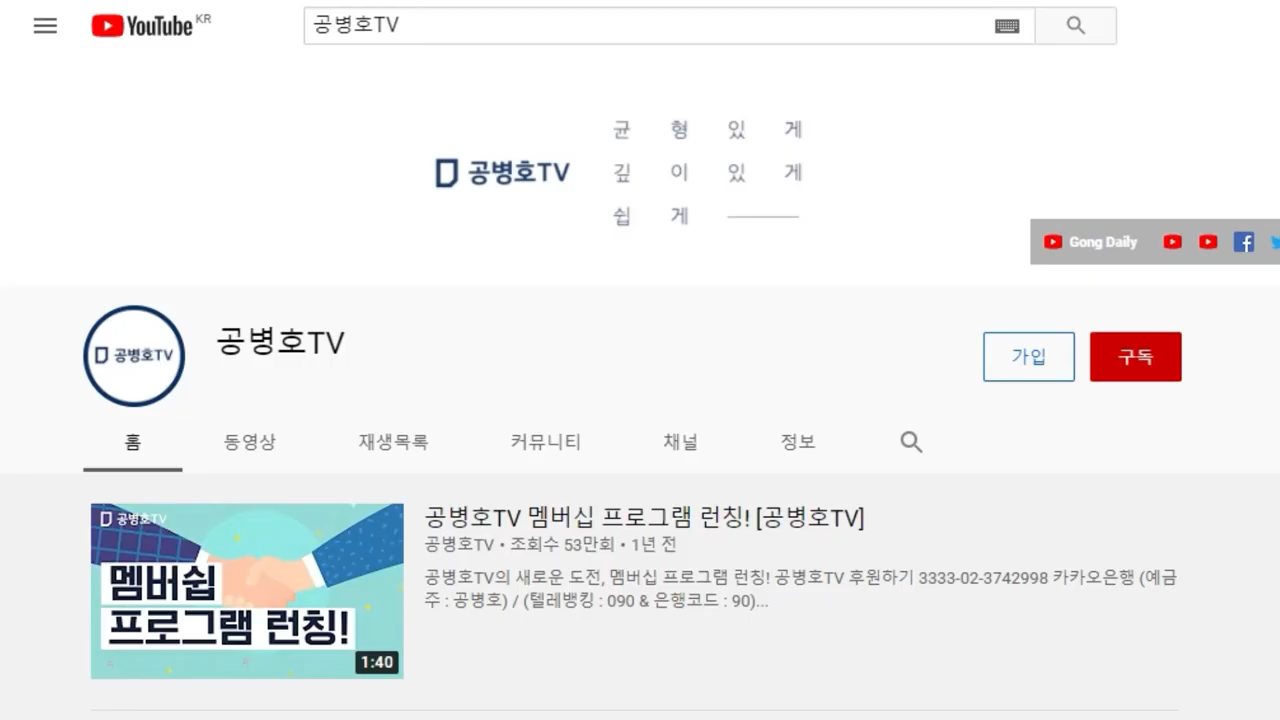 YouTube KR
공병호TV
공병호TV
균 형 있 게
깊 이 있 게
쉽 게
Gong Daily
공병호TV
공병호TV
가입
구독
홈 동영상 재생목록 커뮤니티 채널 정보
공병호TV
멤버쉽
프로그램 런칭!
1:40
공병호TV 멤버십 프로그램 런칭! [공병호TV]
공병호TV • 조회수 53만회 • 1년 전
공병호TV의 새로운 도전, 멤버십 프로그램 런칭! 공병호TV 후원하기 3333-02-3742998 카카오은행 (예금
주 : 공병호) / (텔레뱅킹 : 090 & 은행코드 : 90)...